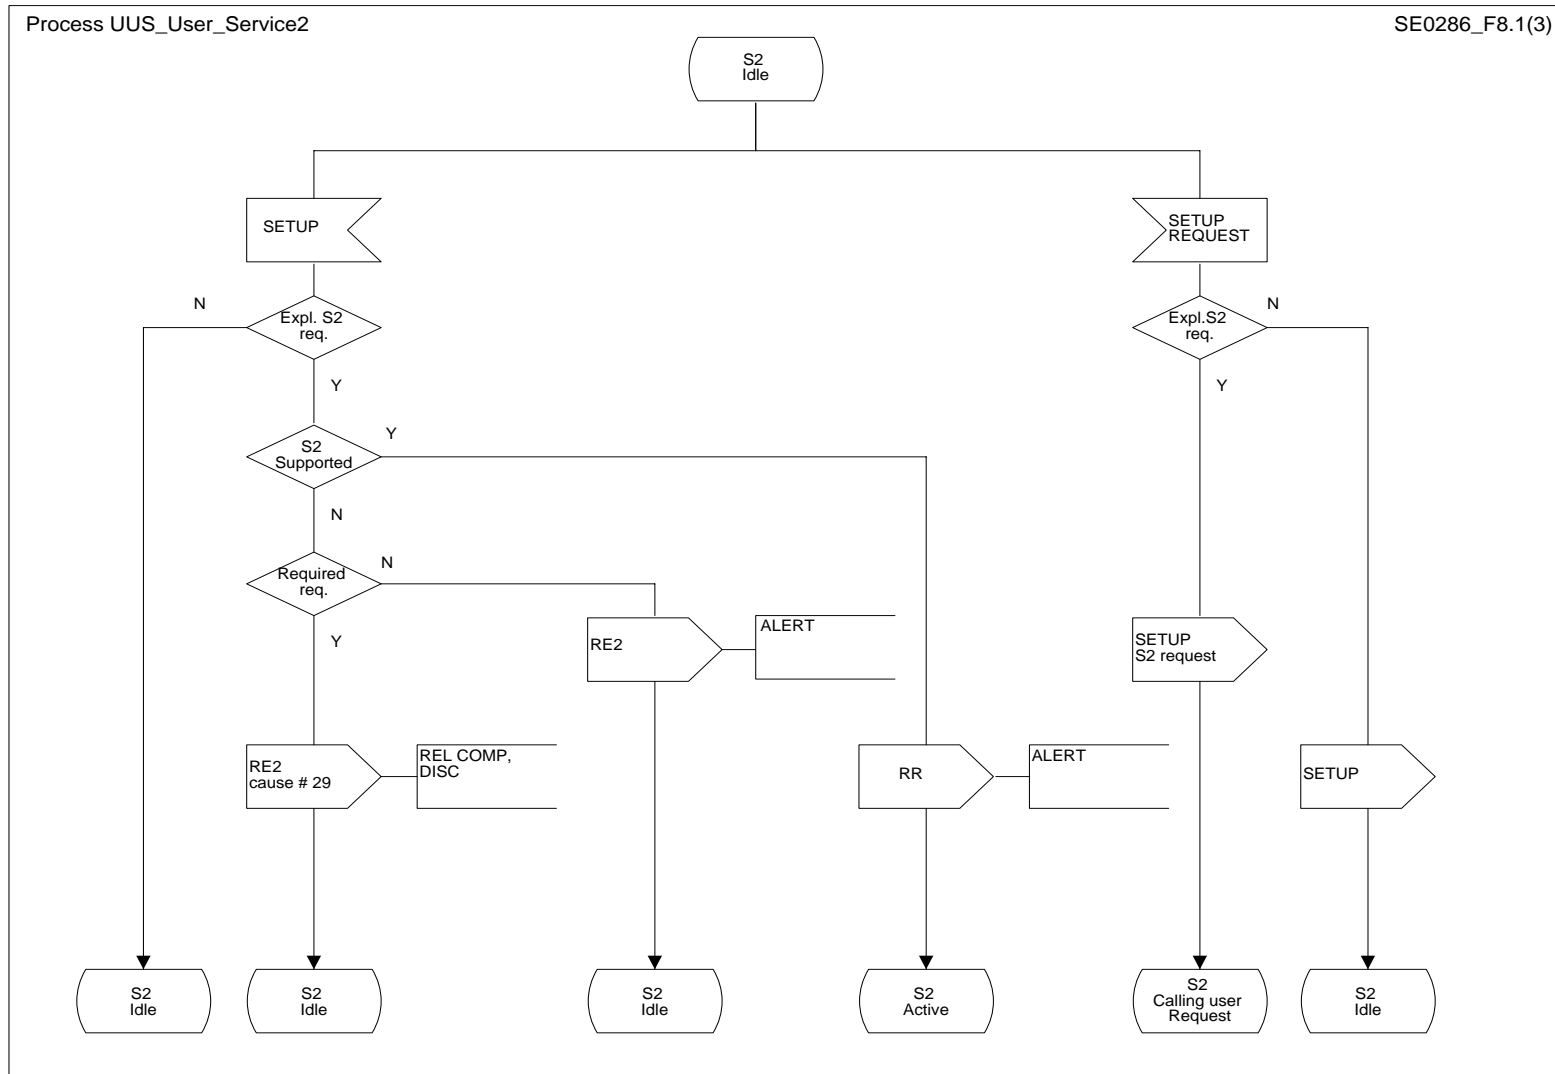 Process UUS_User_Service2
SE0286_F8.1(3)
S2
Idle
SETUP
SETUP
REQUEST
N
Expl. S2
req.
Y
Expl.S2
req.
N
Y
S2
Supported
Y
N
Required
req.
N
Y
RE2
ALERT
SETUP
S2 request
RE2
cause # 29
REL COMP,
DISC
RR
ALERT
SETUP
S2
Idle
S2
Idle
S2
Idle
S2
Active
S2
Calling user
Request
S2
Idle